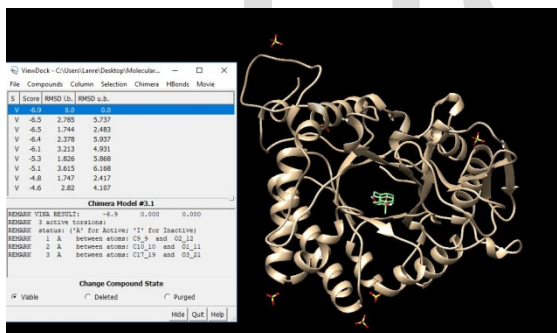 ViewDock - C:\Users\Lanre\Desktop\Molecular...
File Compounds Column Selection Chimera HBonds Movie
S Score RMSD l.b. RMSD u.b.
V -6.9 0.0 0.0
V -6.5 2.785 5.737
V -6.5 1.744 2.483
V -6.4 2.378 5.937
V -6.1 3.213 4.931
V -5.3 1.826 5.868
V -5.1 3.615 6.168
V -4.8 1.747 2.417
V -4.6 2.82 4.107
Chimera Model #3.1
REMARK VINA RESULT: -6.9 0.000 0.000
REMARK 3 active torsions:
REMARK status: ('A' for Active; 'I' for Inactive)
REMARK 1 A between atoms: C9_9 and O2_12
REMARK 2 A between atoms: C10_10 and O1_11
REMARK 3 A between atoms: C17_19 and O3_21
Change Compound State
Viable Deleted Purged
Hide Quit Help